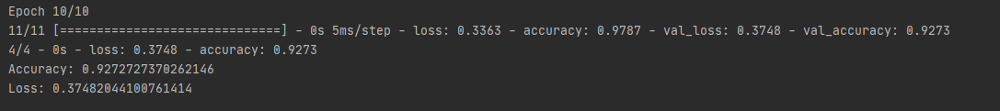 Epoch 10/10
11/11 [==============================] - 0s 5ms/step - loss: 0.3363 - accuracy: 0.9787 - val_loss: 0.3748 - val_accuracy: 0.9273
4/4 - 0s - loss: 0.3748 - accuracy: 0.9273
Accuracy: 0.9272727370262146
Loss: 0.37482044100761414